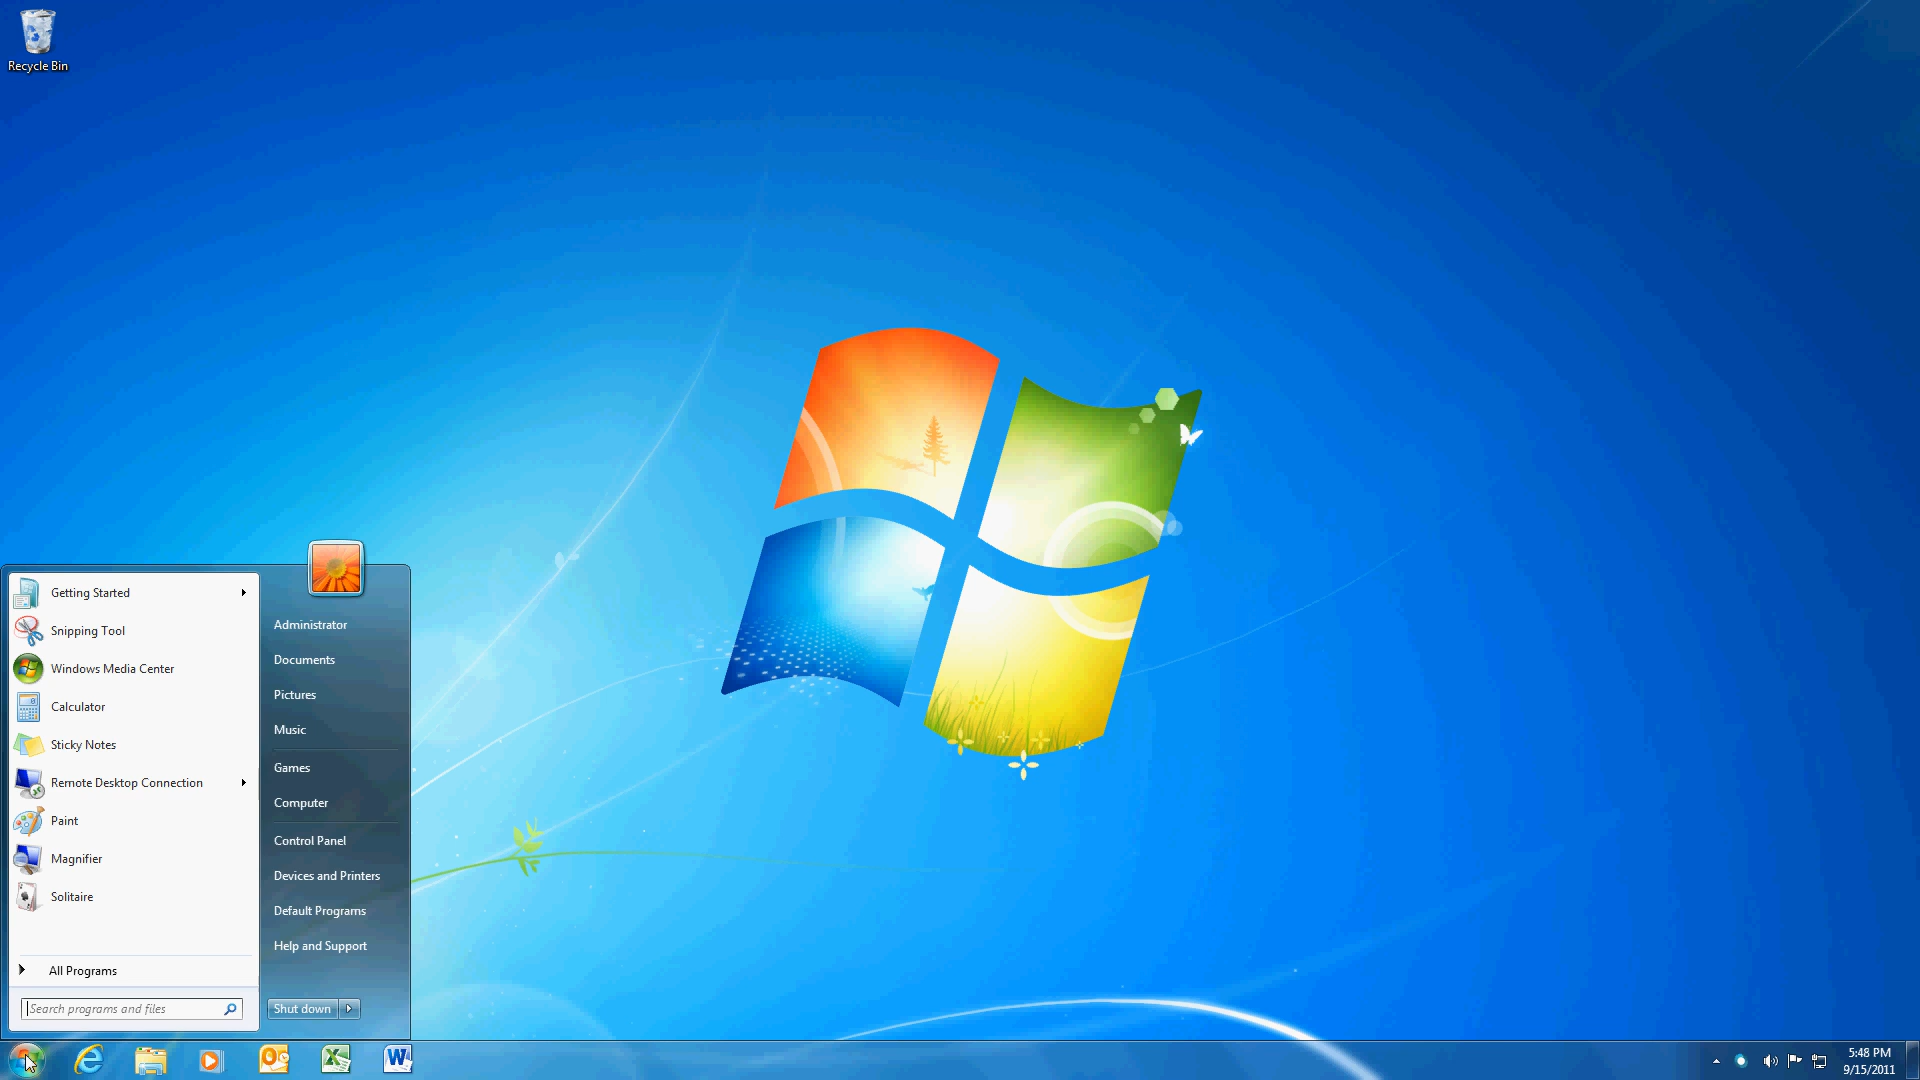 Recycle Bin
Getting Started
Snipping Tool
Windows Media Center
Calculator
Sticky Notes
Remote Desktop Connection
Paint
Magnifier
Solitaire
All Programs
Search programs and files
Administrator
Documents
Pictures
Music
Games
Computer
Control Panel
Devices and Printers
Default Programs
Help and Support
Shut down
5:48 PM
9/15/2011